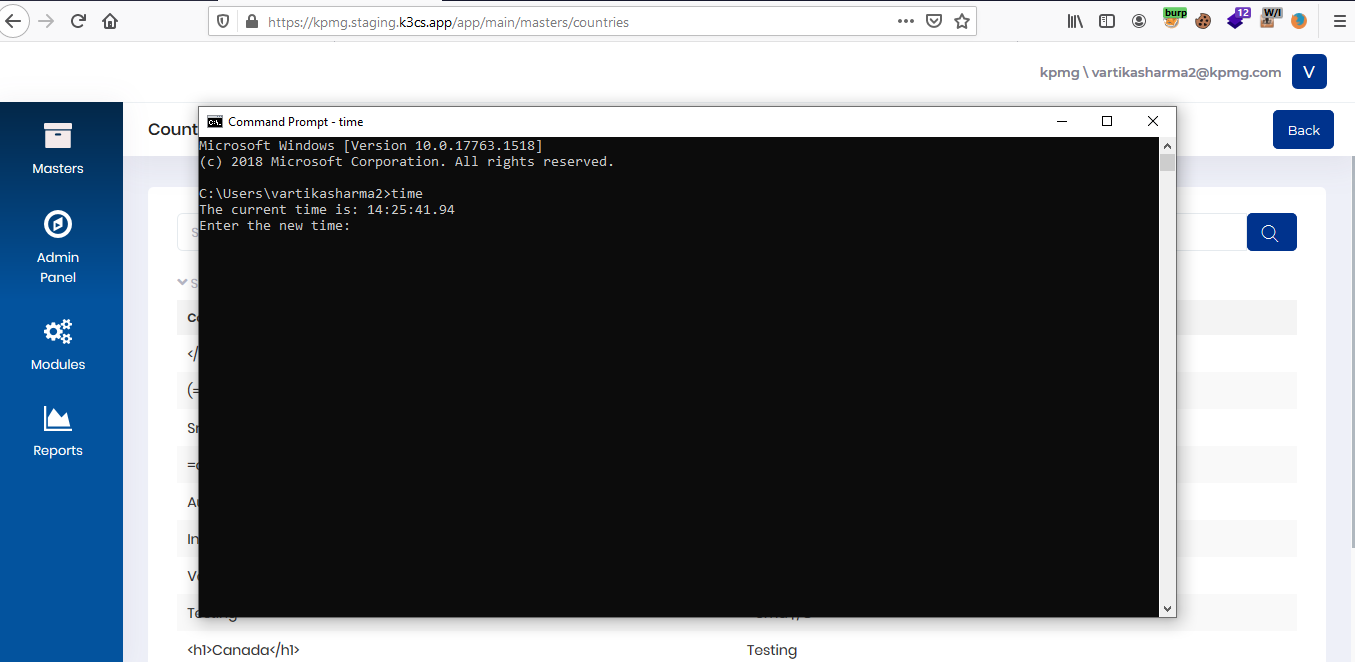 https://kpmg.staging.k3cs.app/app/main/masters/countries
burp
12
W/I
kpmg \ vartikasharma2@kpmg.com
V
Masters
Admin
Panel
Modules
Reports
Count
Back
Command Prompt - time
Microsoft Windows [Version 10.0.17763.1518]
(c) 2018 Microsoft Corporation. All rights reserved.
C:\Users\vartikasharma2>time
The current time is: 14:25:41.94
Enter the new time:
<h1>Canada</h1>
Testing